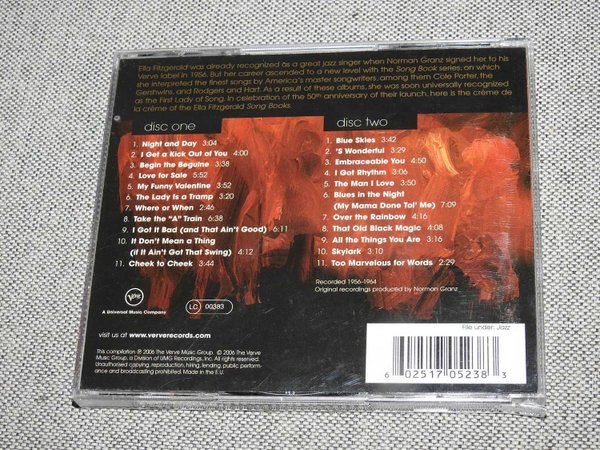 Ella Fitzgerald was already recognized as a great jazz singer when Norman Granz signed her to his
Verve label in 1956. But her career ascended to a new level with the Song Book series, on which
she interpreted the finest songs by America's master songwriters, among them Cole Porter, the
Gershwins, and Rodgers and Hart. As a result of these albums, she was soon universally recognized
as the First Lady of Song. In celebration of the 50th anniversary of their launch, here is the crème de
la crème of the Ella Fitzgerald Song Books.
disc one
1. Night and Day 3:04
2. I Get a Kick Out of You 4:00
3. Begin the Beguine 3:38
4. Love for Sale 5:52
5. My Funny Valentine 5:52
6. The Lady Is a Tramp 3:20
7. Where or When 2:46
8. Take the "A" Train 6:38
9. I Got It Bad (and That Ain't Good) 6:11
10. It Don't Mean a Thing
(if It Ain't Got That Swing) 4:12
11. Cheek to Cheek 3:44
disc two
1. Blue Skies 3:42
2. 'S Wonderful 3:29
3. Embraceable You 4:50
4. I Got Rhythm 3:06
5. The Man I Love 3:50
6. Blues in the Night
(My Mama Done Tol' Me) 7:09
7. Over the Rainbow 4:16
8. That Old Black Magic 4:08
9. All the Things You Are 3:16
10. Skylark 3:10
11. Too Marvelous for Words 2:29
Recorded 1956-1964
Original recordings produced by Norman Granz
Verve
A Universal Music Company
LC 00383
visit us at www.ververecords.com
This compilation ℗ 2006 The Verve Music Group. © 2006 The Verve
Music Group, a Division of UMG Recordings, Inc. All rights reserved.
Unauthorised copying, reproduction, hiring, lending, public perform-
ance and broadcasting prohibited. Made in the E.U.
File under: Jazz
6 02517 05238 3